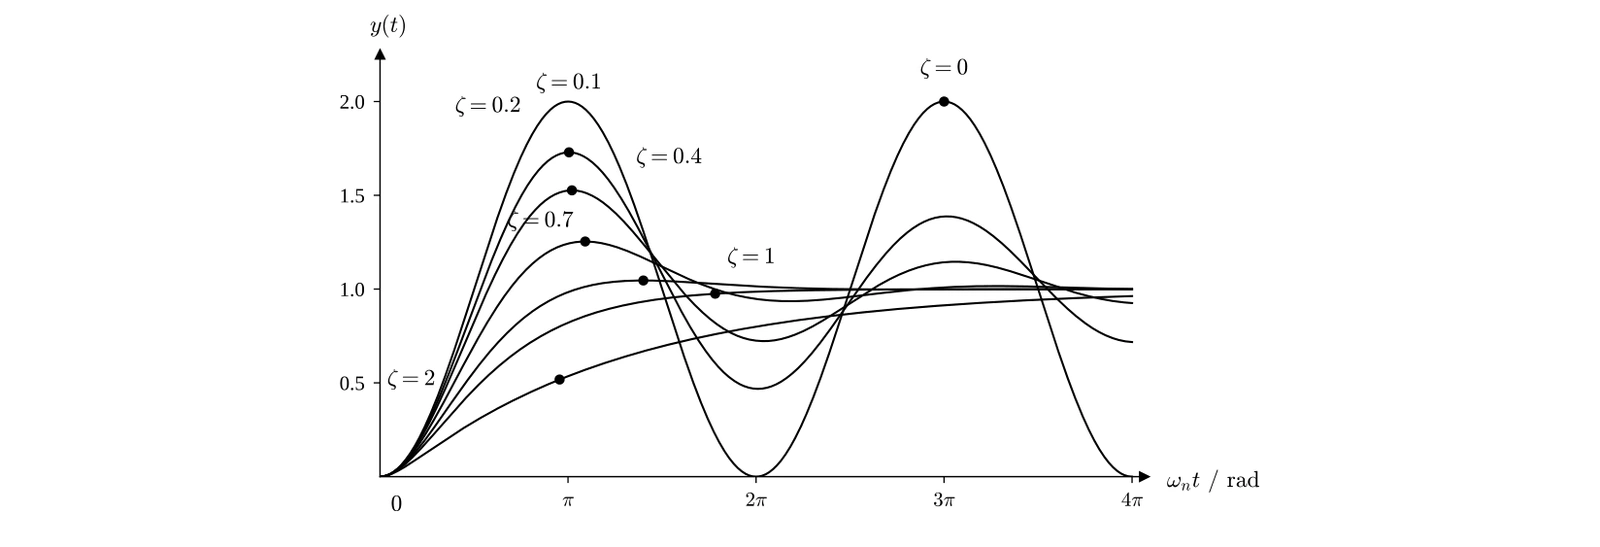 y(t)
ζ = 0
ζ = 0.1
2.0
ζ = 0.2
ζ = 0.4
1.5
ζ = 0.7
ζ = 1
1.0
0.5
ζ = 2
0
π
2π
3π
4π
ωₙt / rad